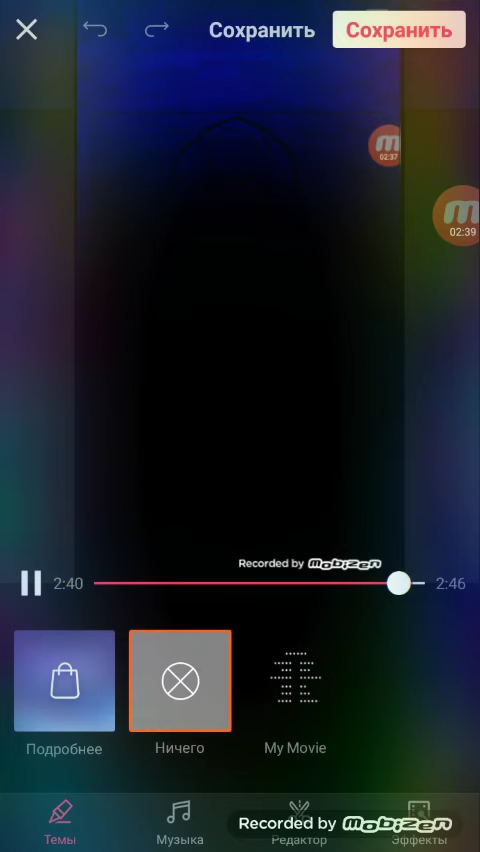 Сохранить Сохранить
02:37
02:39
Recorded by mobizen
2:40 2:46
Подробнее Ничего My Movie
Темы Музыка Редактор Эффекты
Recorded by mobizen